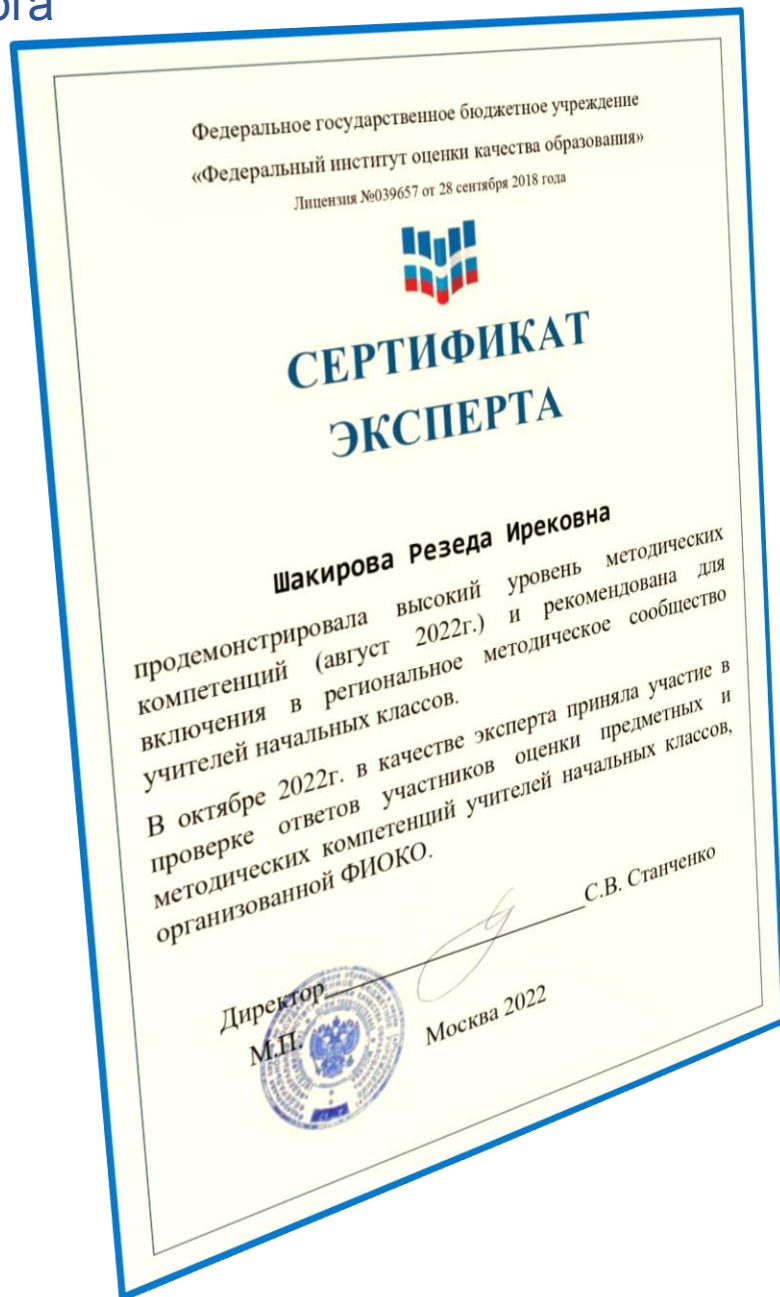 ога
Федеральное государственное бюджетное учреждение
«Федеральный институт оценки качества образования»
Лицензия №039657 от 28 сентября 2018 года
СЕРТИФИКАТ
ЭКСПЕРТА
Шакирова Резеда Ирековна
продемонстрировала высокий уровень методических
компетенций (август 2022г.) и рекомендована для
включения в региональное методическое сообщество
учителей начальных классов.
В октябре 2022г. в качестве эксперта приняла участие в
проверке ответов участников оценки предметных и
методических компетенций учителей начальных классов,
организованной ФИОКО.
Директор С.В. Станченко
М.П. Москва 2022